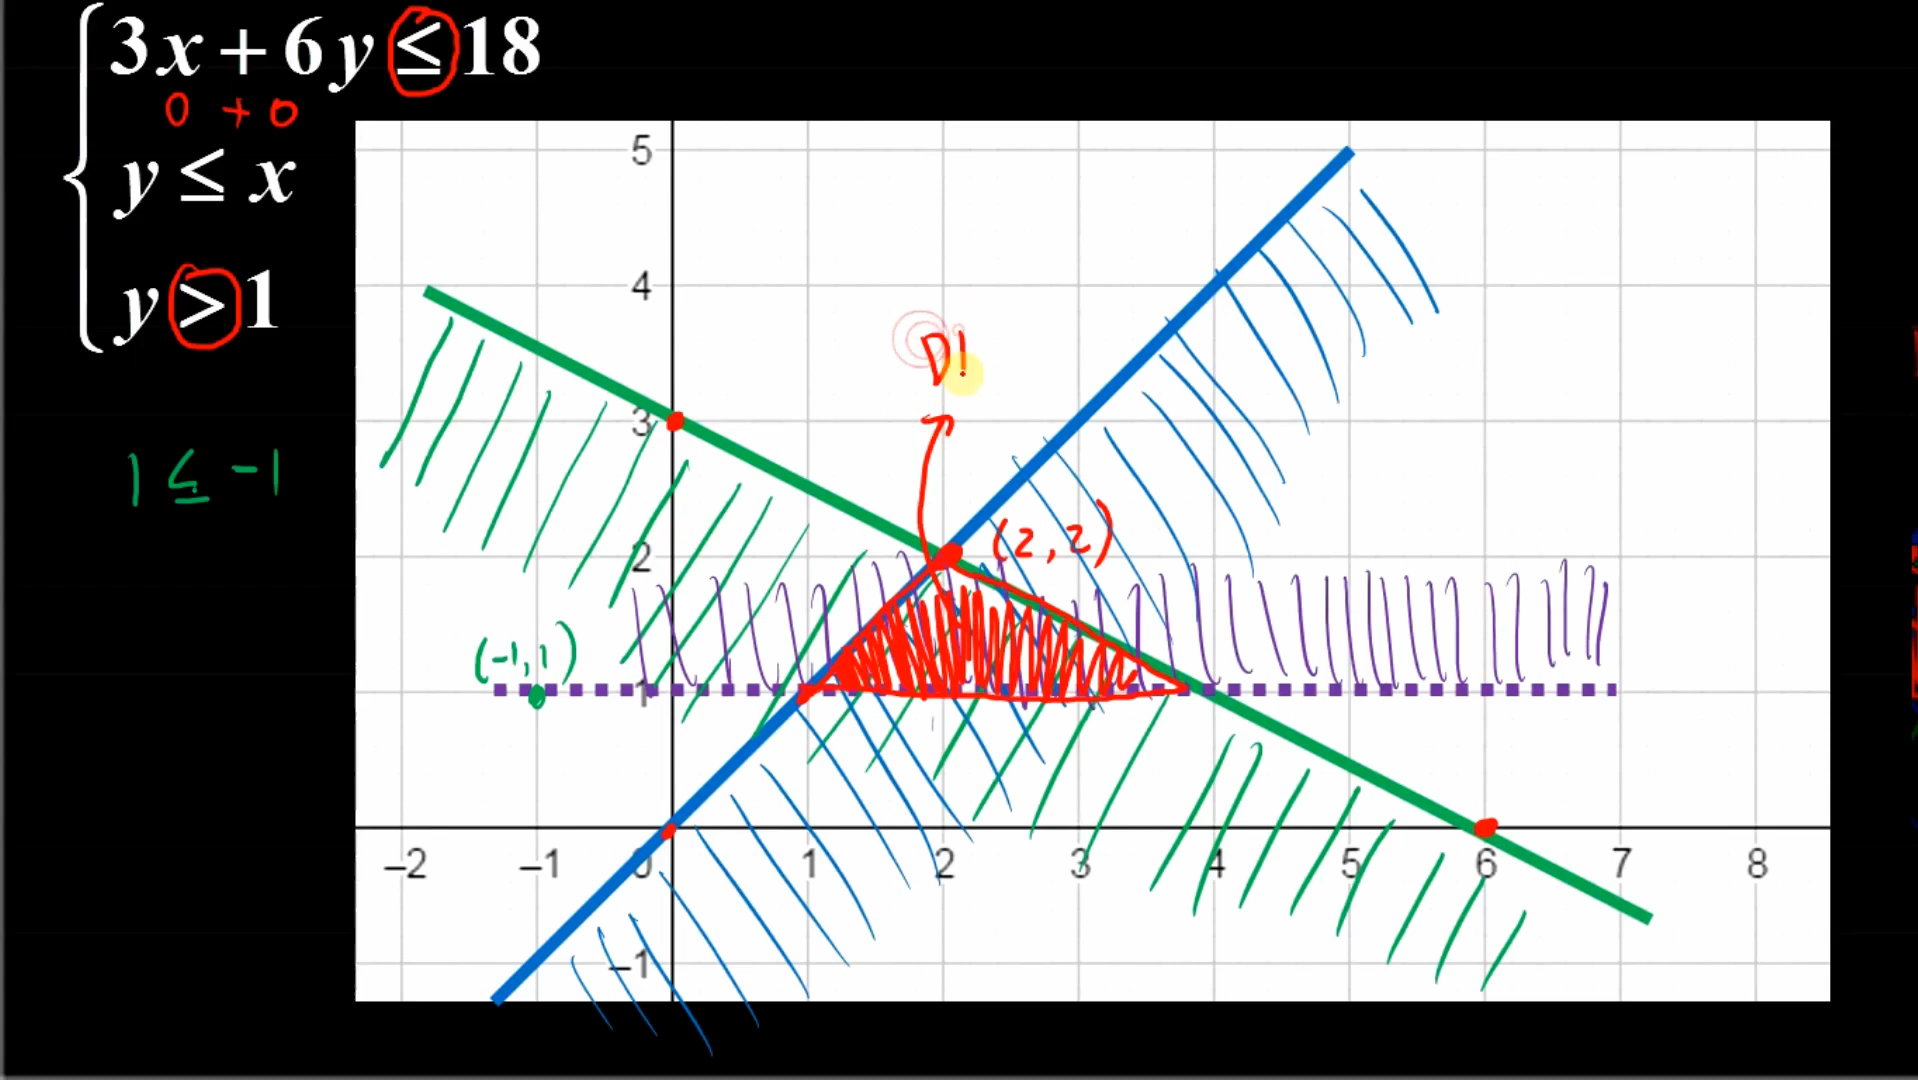 3x + 6y ≤ 18
0 + 0
y ≤ x
y > 1
1 ≤ -1
5
4
3
2
1
–1
–2 –1 0 1 2 3 4 5 6 7 8
D!
(2, 2)
(-1, 1)